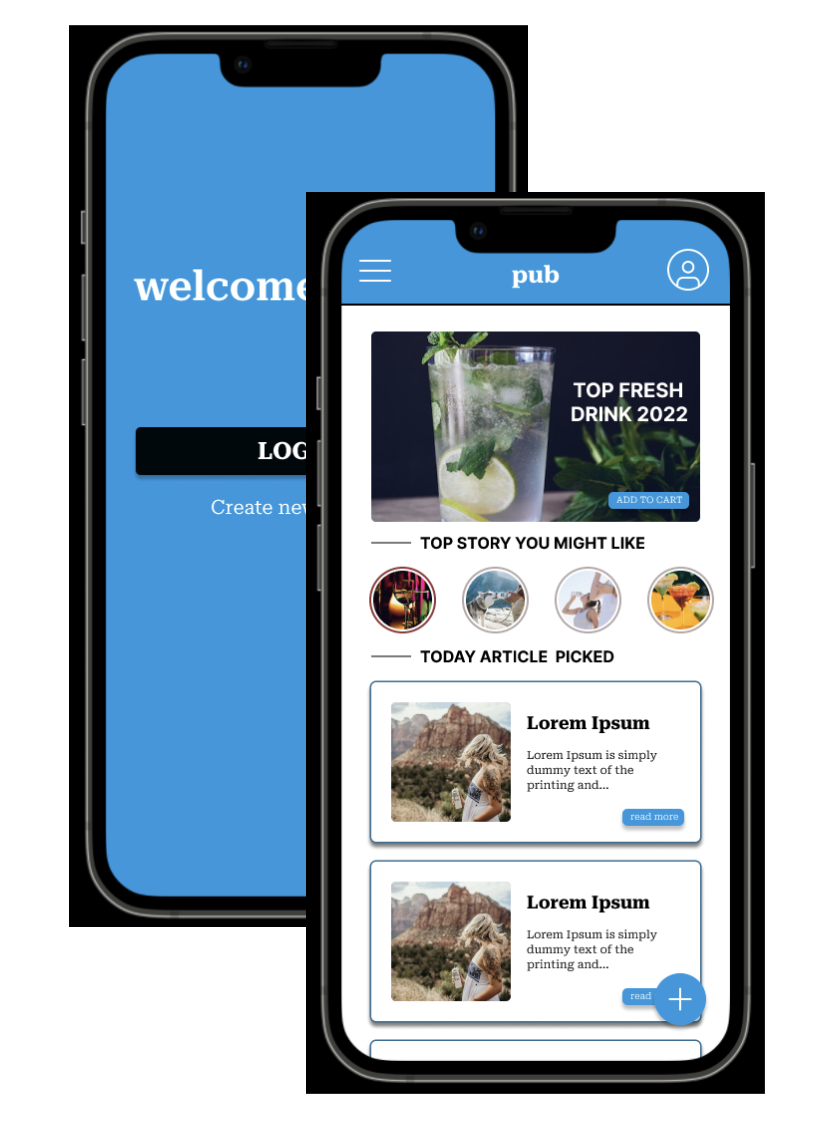 welcome
LOG
Create new
pub
TOP FRESH
DRINK 2022
ADD TO CART
TOP STORY YOU MIGHT LIKE
TODAY ARTICLE PICKED
Lorem Ipsum
Lorem Ipsum is simply
dummy text of the
printing and...
read more
Lorem Ipsum
Lorem Ipsum is simply
dummy text of the
printing and...
read